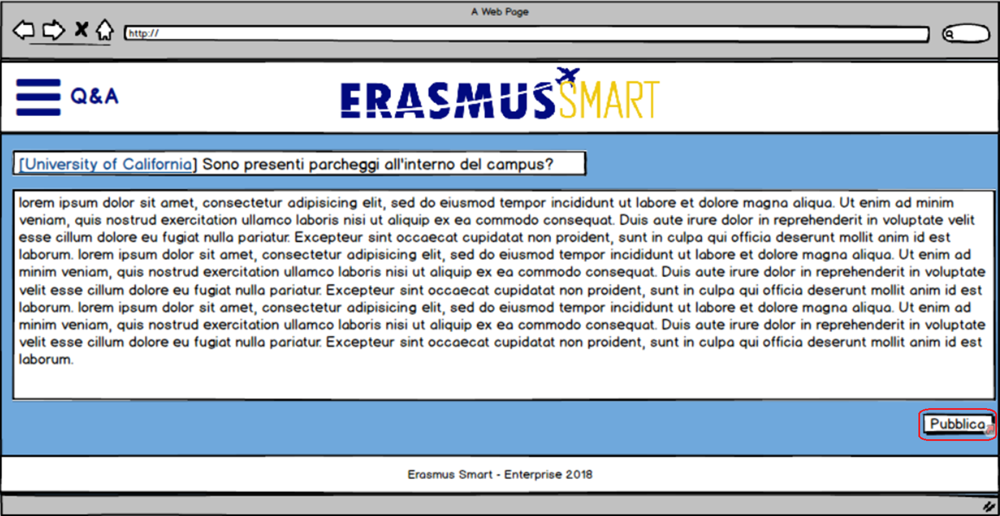 A Web Page
http://
Q&A
ERASMUS SMART
[University of California] Sono presenti parcheggi all'interno del campus?
lorem ipsum dolor sit amet, consectetur adipisicing elit, sed do eiusmod tempor incididunt ut labore et dolore magna aliqua. Ut enim ad minim
veniam, quis nostrud exercitation ullamco laboris nisi ut aliquip ex ea commodo consequat. Duis aute irure dolor in reprehenderit in voluptate velit
esse cillum dolore eu fugiat nulla pariatur. Excepteur sint occaecat cupidatat non proident, sunt in culpa qui officia deserunt mollit anim id est
laborum. lorem ipsum dolor sit amet, consectetur adipisicing elit, sed do eiusmod tempor incididunt ut labore et dolore magna aliqua. Ut enim ad
minim veniam, quis nostrud exercitation ullamco laboris nisi ut aliquip ex ea commodo consequat. Duis aute irure dolor in reprehenderit in voluptate
velit esse cillum dolore eu fugiat nulla pariatur. Excepteur sint occaecat cupidatat non proident, sunt in culpa qui officia deserunt mollit anim id est
laborum. lorem ipsum dolor sit amet, consectetur adipisicing elit, sed do eiusmod tempor incididunt ut labore et dolore magna aliqua. Ut enim ad
minim veniam, quis nostrud exercitation ullamco laboris nisi ut aliquip ex ea commodo consequat. Duis aute irure dolor in reprehenderit in voluptate
velit esse cillum dolore eu fugiat nulla pariatur. Excepteur sint occaecat cupidatat non proident, sunt in culpa qui officia deserunt mollit anim id est
laborum.
Pubblica
Erasmus Smart - Enterprise 2018